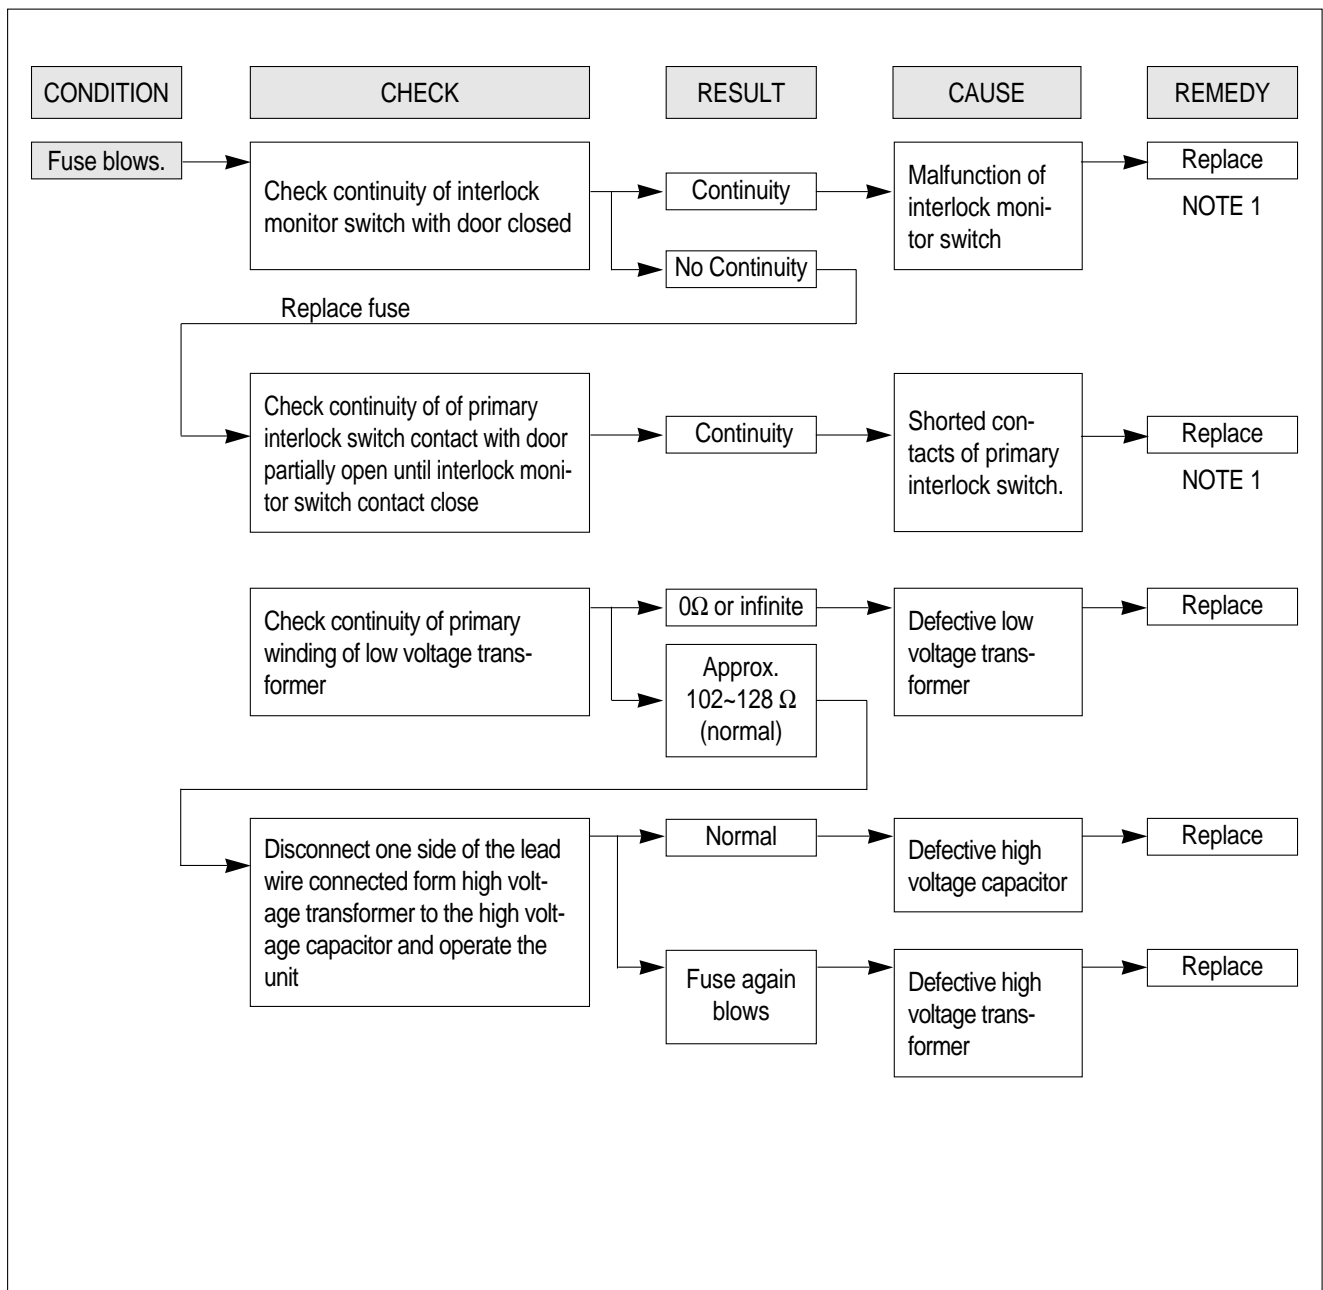 CONDITION
CHECK
RESULT
CAUSE
REMEDY
Fuse blows.
Check continuity of interlock
monitor switch with door closed
Continuity
Malfunction of
interlock moni-
tor switch
Replace
NOTE 1
No Continuity
Replace fuse
Check continuity of of primary
interlock switch contact with door
partially open until interlock moni-
tor switch contact close
Continuity
Shorted con-
tacts of primary
interlock switch.
Replace
NOTE 1
Check continuity of primary
winding of low voltage trans-
former
0Ω or infinite
Defective low
voltage trans-
former
Replace
Approx.
102~128 Ω
(normal)
Disconnect one side of the lead
wire connected form high volt-
age transformer to the high volt-
age capacitor and operate the
unit
Normal
Defective high
voltage capacitor
Replace
Fuse again
blows
Defective high
voltage trans-
former
Replace